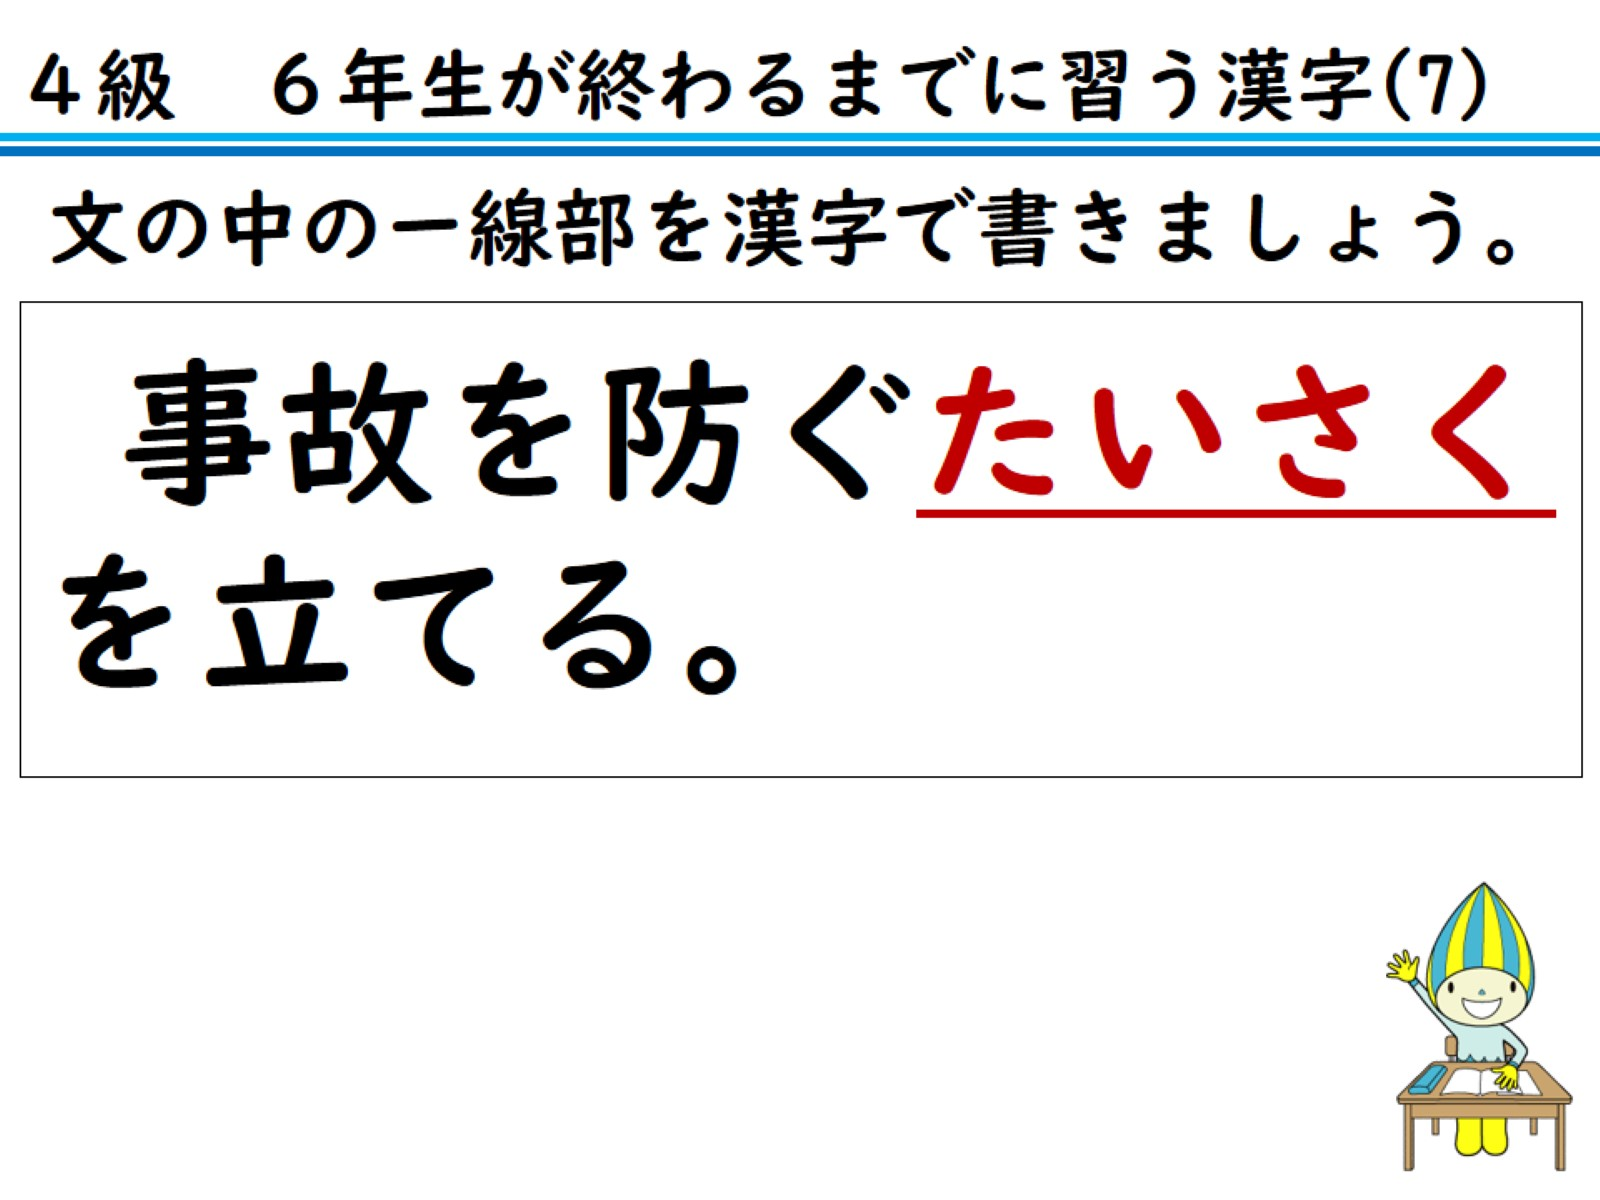 ４級　６年生が終わるまでに習う漢字(7)
文の中の一線部を漢字で書きましょう。
事故を防ぐたいさく
を立てる。